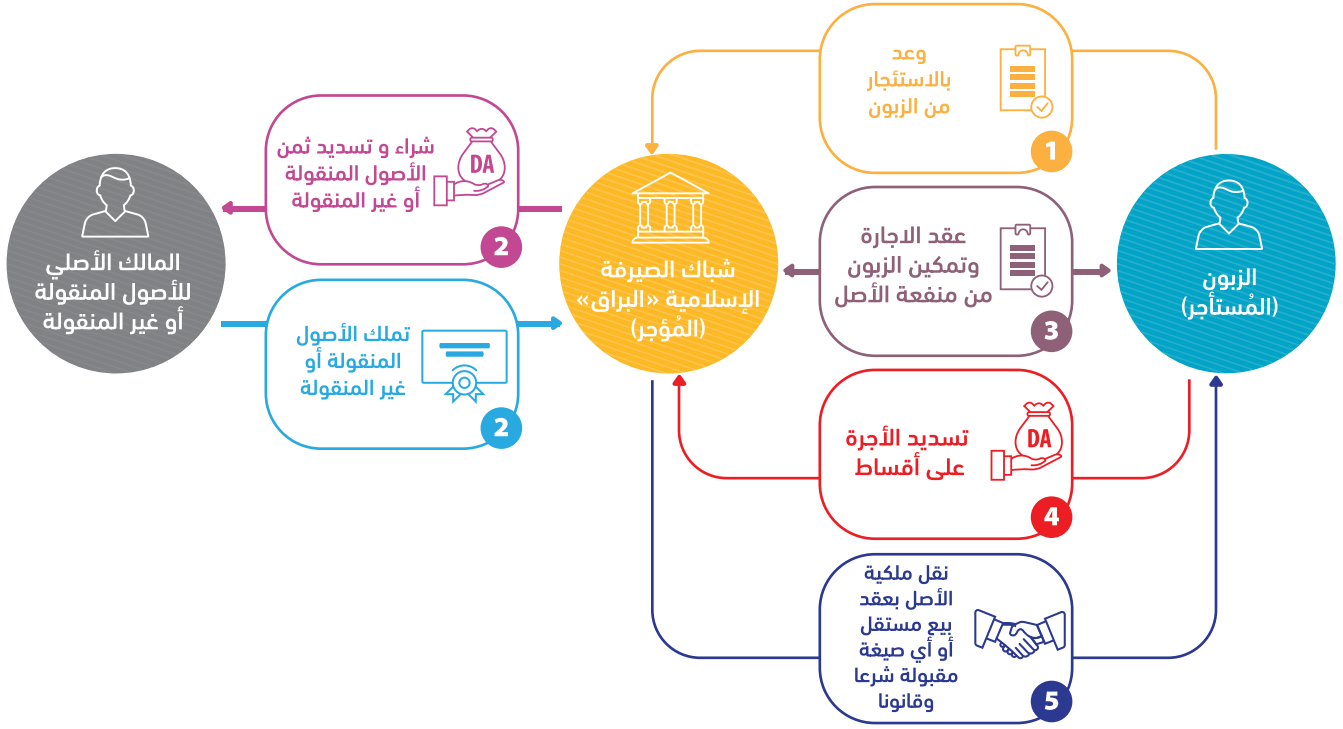 وعد
بالاستئجار
من الزبون
1
شراء و تسديد ثمن
الأصول المنقولة
أو غير المنقولة
DA
2
الزبون
(المُستأجر)
عقد الاجارة
وتمكين الزبون
من منفعة الأصل
3
شباك الصيرفة
الإسلامية «البراق»
(المُؤجر)
المالك الأصلي
للأصول المنقولة
أو غير المنقولة
تملك الأصول
المنقولة أو
غير المنقولة
2
تسديد الأجرة
على أقساط
DA
4
نقل ملكية
الأصل بعقد
بيع مستقل
أو أي صيغة
مقبولة شرعا
وقانونا
5